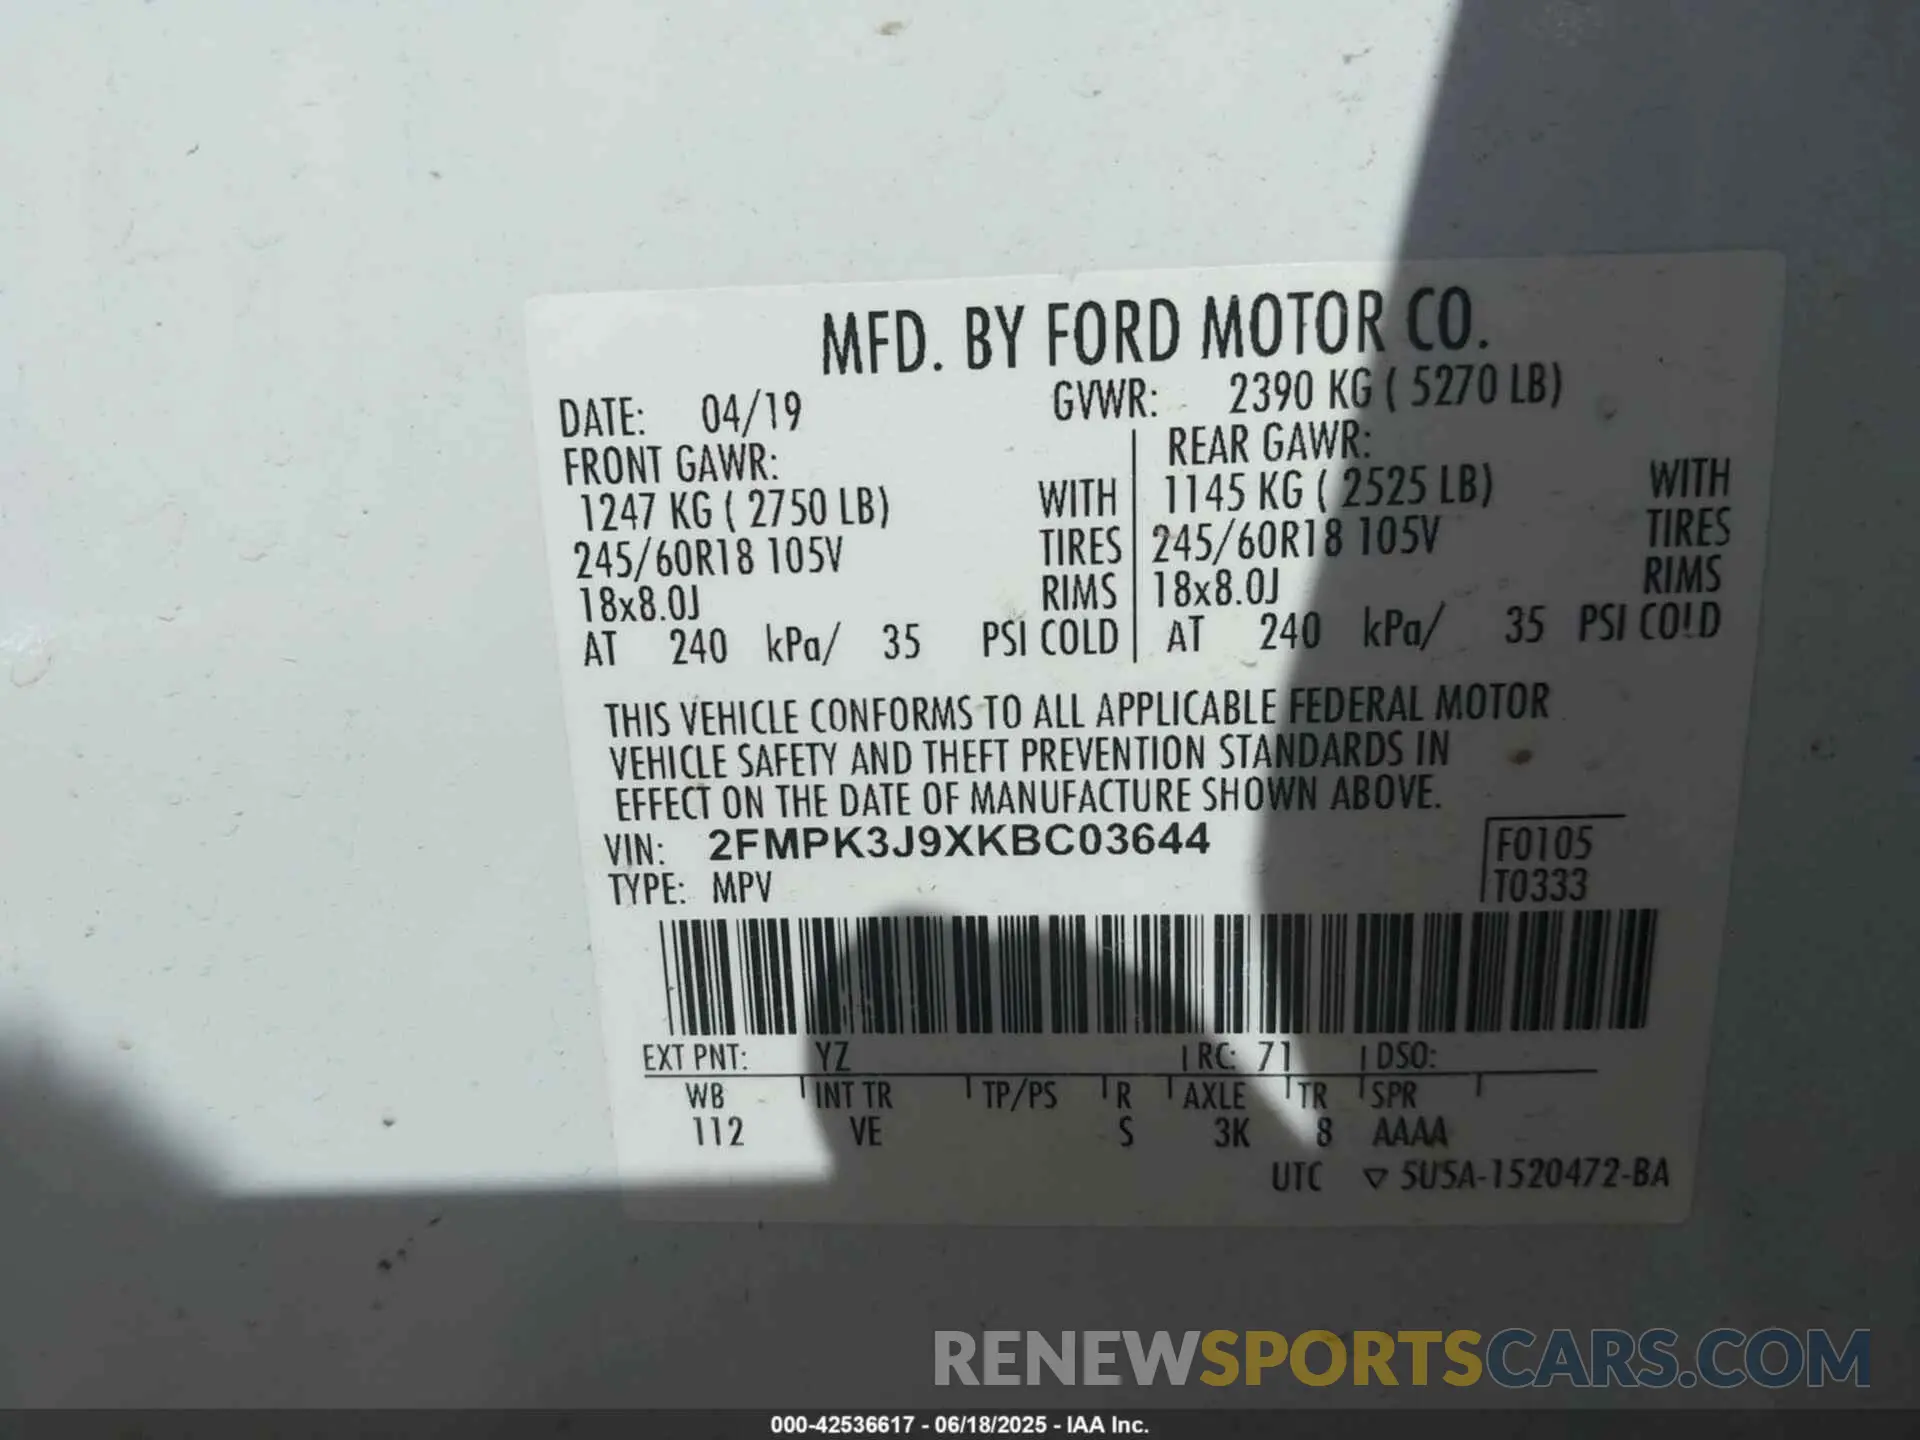 MFD. BY FORD MOTOR CO.
DATE: 04/19 GVWR: 2390 KG ( 5270 LB)
FRONT GAWR: REAR GAWR:
1247 KG ( 2750 LB) WITH 1145 KG ( 2525 LB) WITH
245/60R18 105V TIRES 245/60R18 105V TIRES
18x8.0J RIMS 18x8.0J RIMS
AT 240 kPa/ 35 PSI COLD AT 240 kPa/ 35 PSI COLD
THIS VEHICLE CONFORMS TO ALL APPLICABLE FEDERAL MOTOR
VEHICLE SAFETY AND THEFT PREVENTION STANDARDS IN
EFFECT ON THE DATE OF MANUFACTURE SHOWN ABOVE.
VIN: 2FMPK3J9XKBC03644 F0105
TYPE: MPV T0333
EXT PNT: YZ RC: 71 DSO:
WB INT TR TP/PS R AXLE TR SPR
112 VE S 3K 8 AAAA
UTC ▽ 5U5A-1520472-BA
RENEWSPORTSCARS.COM
000-42536617 - 06/18/2025 - IAA Inc.